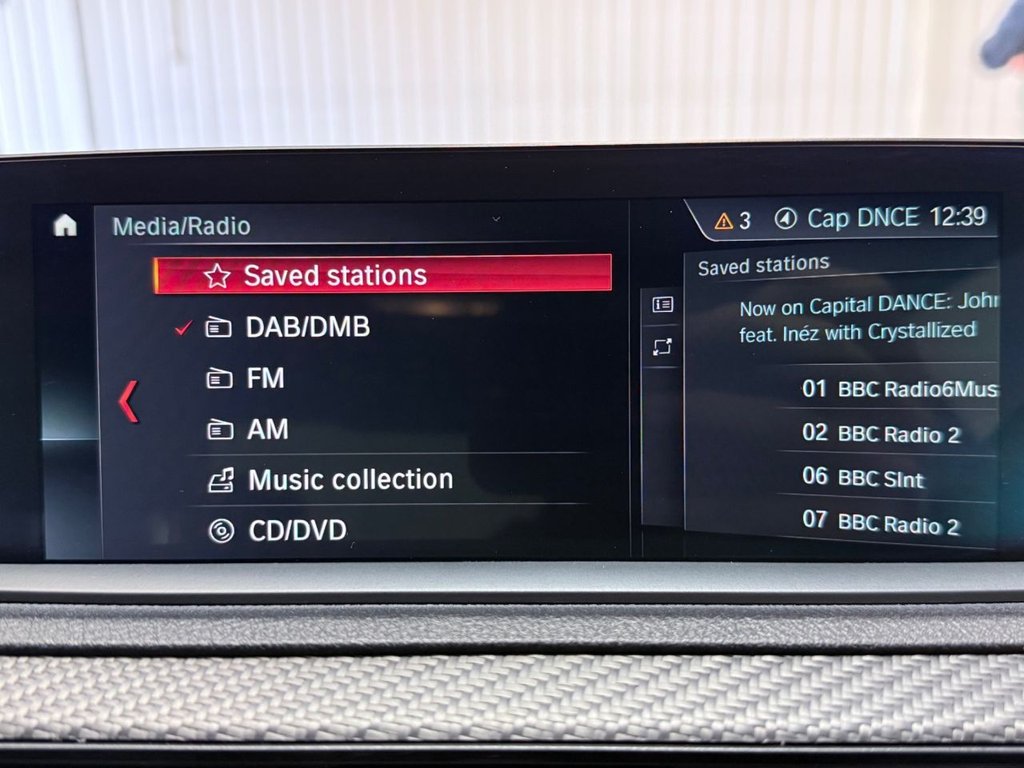 Media/Radio
3 Cap DNCE 12:39
Saved stations
DAB/DMB
FM
AM
Music collection
CD/DVD
Saved stations
Now on Capital DANCE: John
feat. Inéz with Crystallized
01 BBC Radio6Mus
02 BBC Radio 2
06 BBC SInt
07 BBC Radio 2